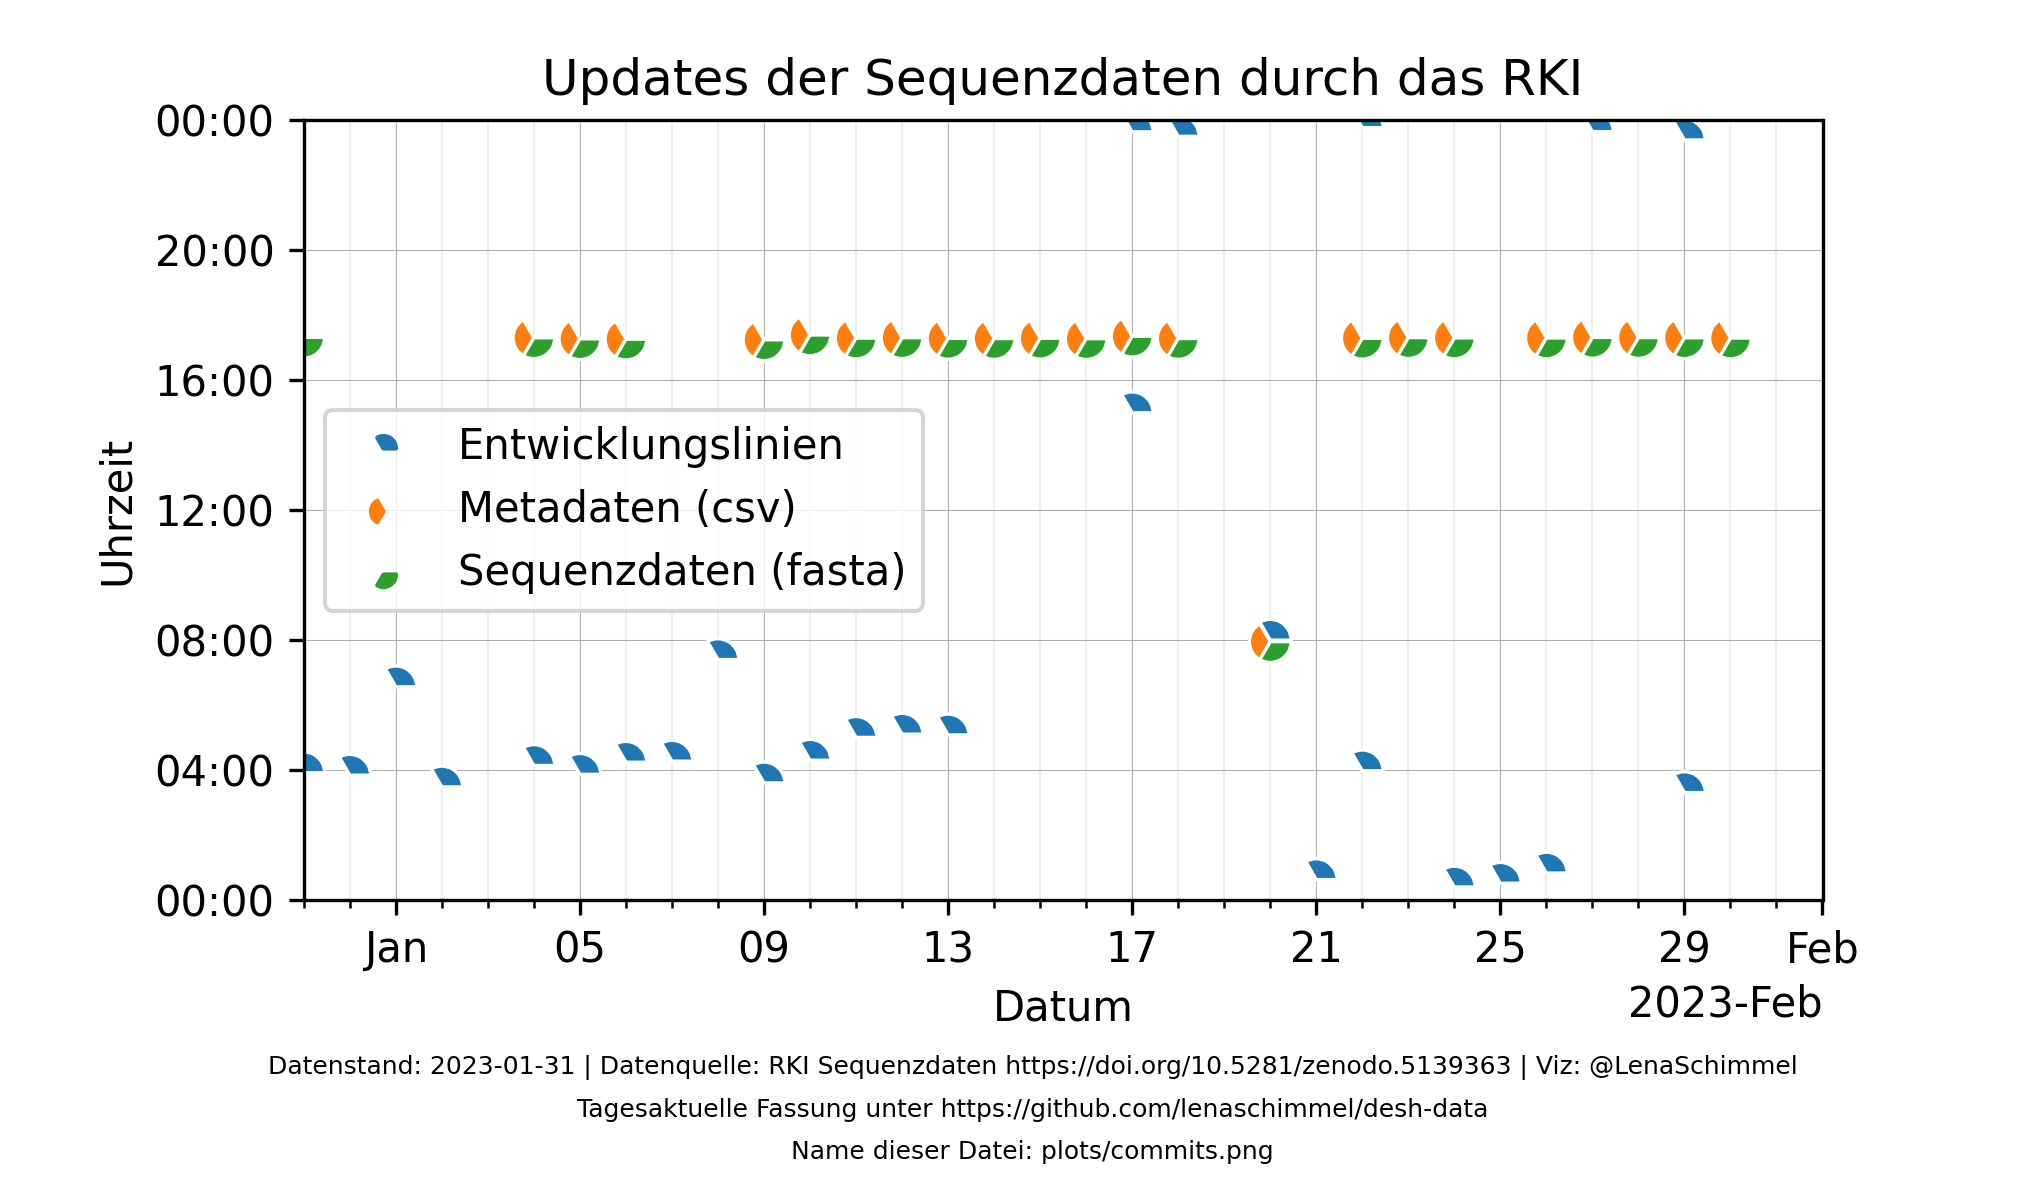 Updates der Sequenzdaten durch das RKI
00:00
20:00
16:00
12:00
08:00
04:00
00:00
Uhrzeit
Entwicklungslinien
Metadaten (csv)
Sequenzdaten (fasta)
Jan 05 09 13 17 21 25 29 Feb
Datum
2023-Feb
Datenstand: 2023-01-31 | Datenquelle: RKI Sequenzdaten https://doi.org/10.5281/zenodo.5139363 | Viz: @LenaSchimmel
Tagesaktuelle Fassung unter https://github.com/lenaschimmel/desh-data
Name dieser Datei: plots/commits.png